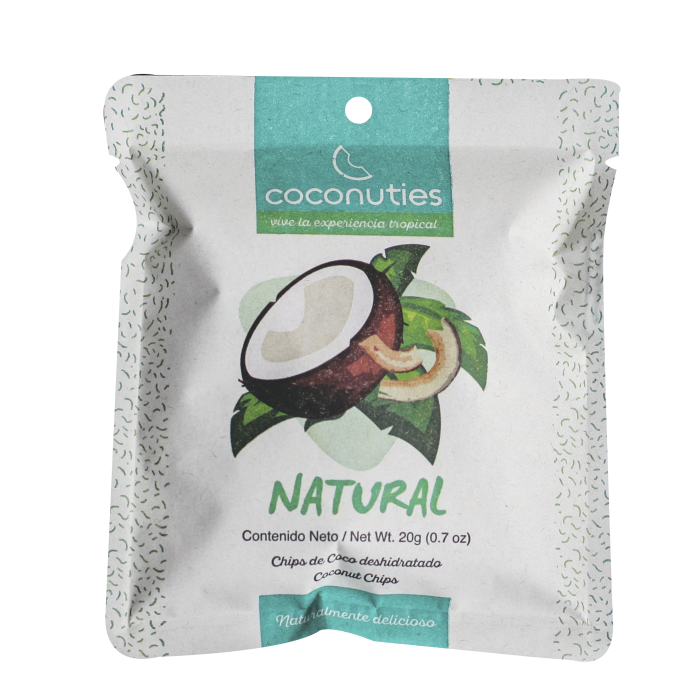 coconuties
vive la experiencia tropical
NATURAL
Contenido Neto / Net Wt. 20g (0.7 oz)
Chips de Coco deshidratado
Coconut Chips
Naturalmente delicioso